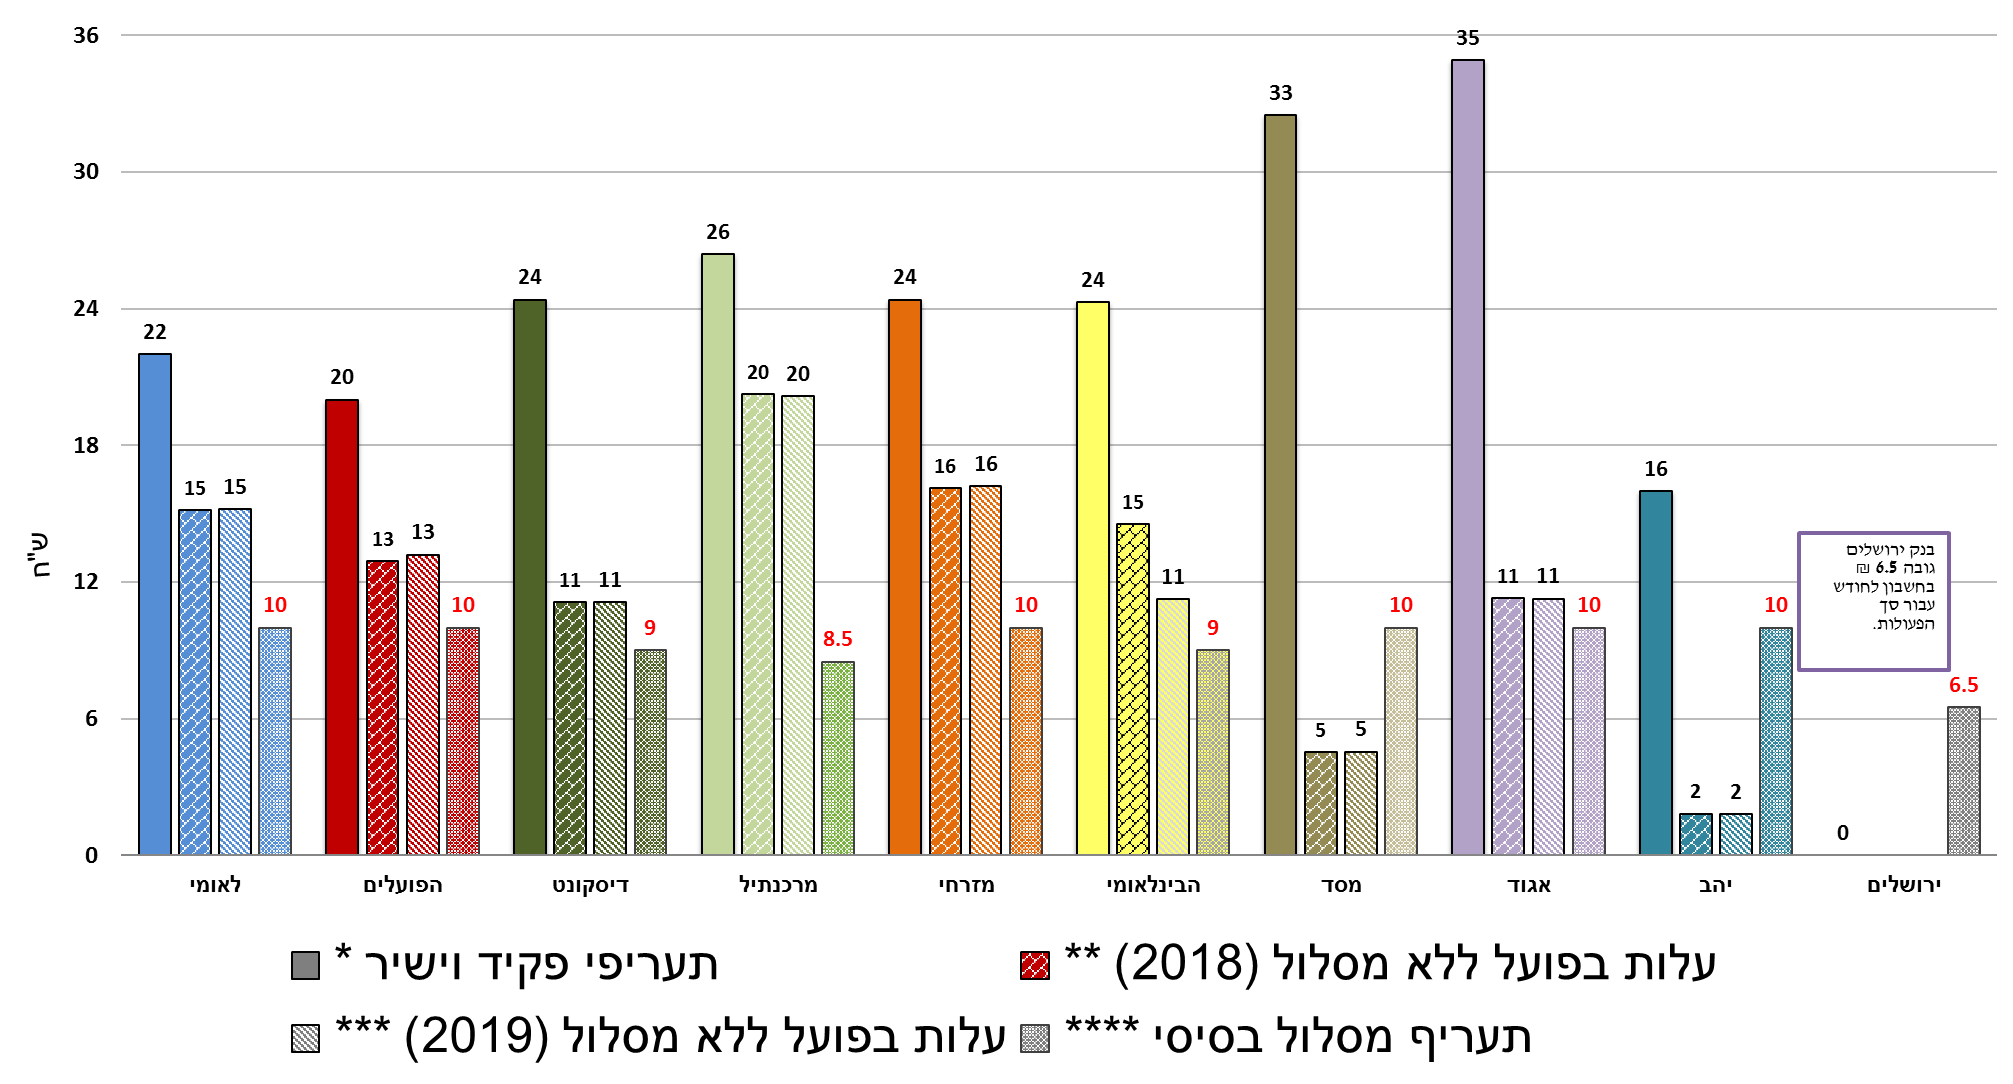 36
30
24
18
12
6
0
ש"ח
22
15
15
10
20
13
13
10
24
11
11
9
26
20
20
8.5
24
16
16
10
24
15
11
9
33
5
5
10
35
11
11
10
16
2
2
10
0
6.5
בנק ירושלים
גובה 6.5 ₪
בחשבון לחודש
עבור סך
הפעולות.
לאומי
הפועלים
דיסקונט
מרכנתיל
מזרחי
הבינלאומי
מסד
אגוד
יהב
ירושלים
תעריפי פקיד וישיר *
עלות בפועל ללא מסלול (2018) **
עלות בפועל ללא מסלול (2019) ***
תעריף מסלול בסיסי ****